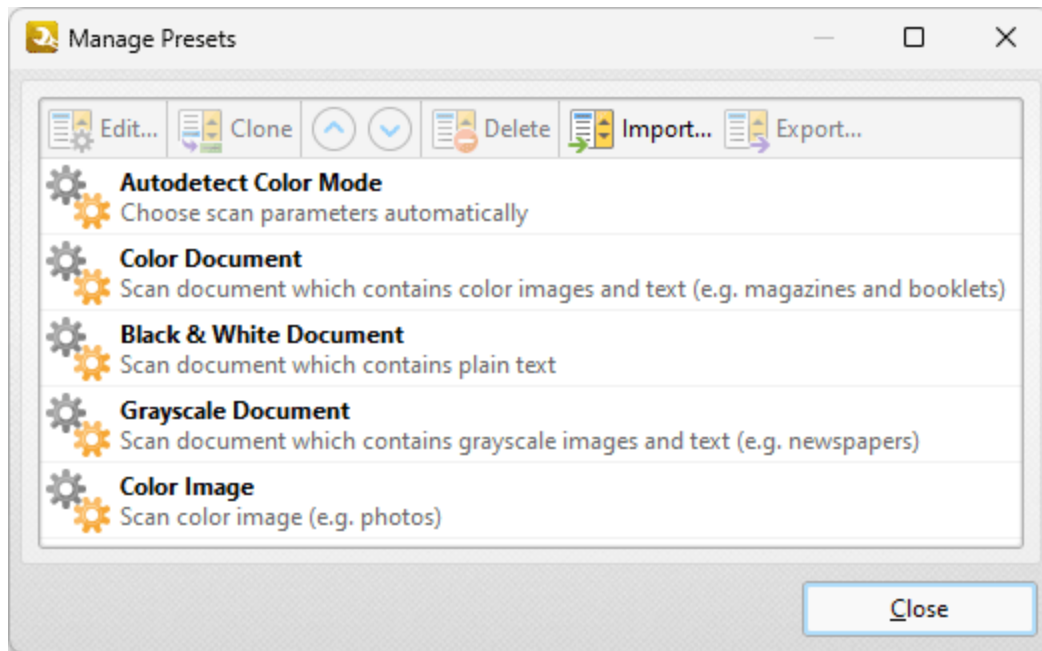 Manage Presets
Edit... Clone Delete Import... Export...
Autodetect Color Mode
Choose scan parameters automatically
Color Document
Scan document which contains color images and text (e.g. magazines and booklets)
Black & White Document
Scan document which contains plain text
Grayscale Document
Scan document which contains grayscale images and text (e.g. newspapers)
Color Image
Scan color image (e.g. photos)
Close